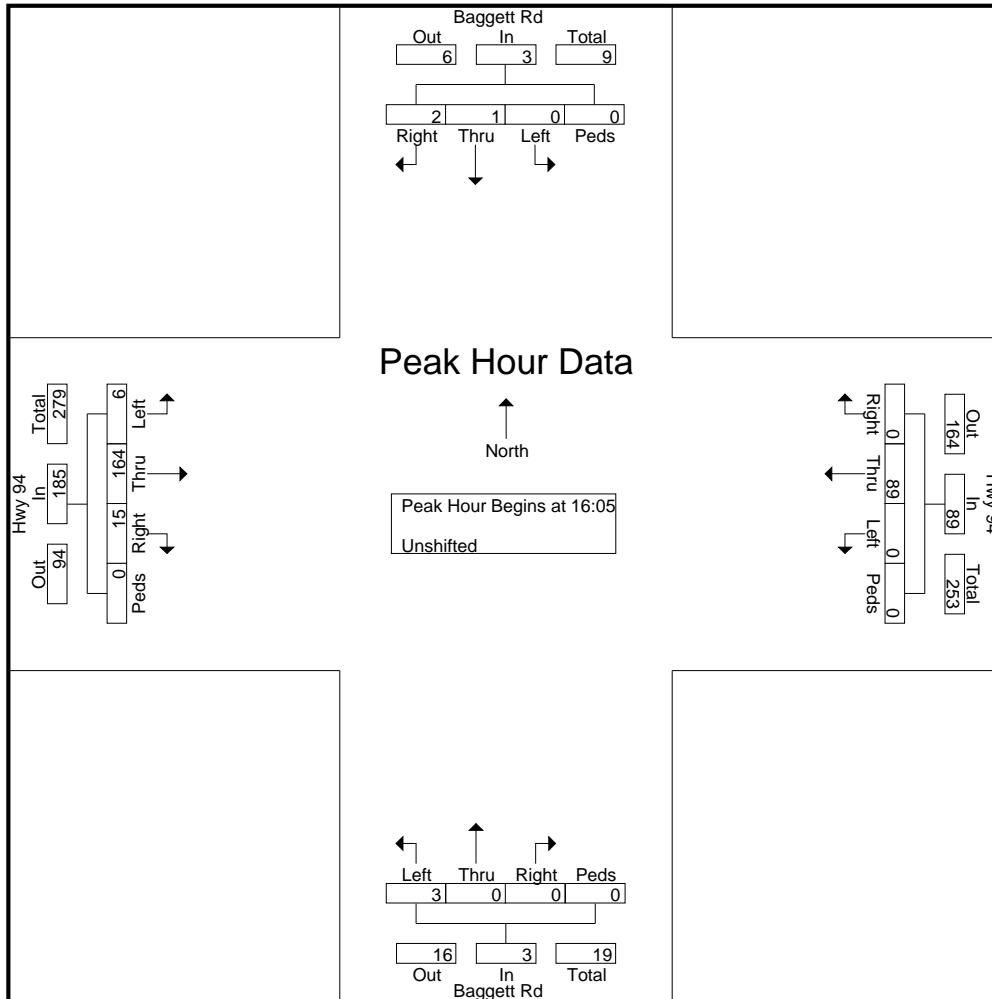 Baggett Rd
Out In Total
6 3 9
2 1 0 0
Right Thru Left Peds
Peak Hour Data
North
Peak Hour Begins at 16:05
Unshifted
Hwy 94
Out In Total
94 185 279
Peds Right Thru Left
0 15 164 6
Hwy 94
Out In Total
164 89 253
Right Thru Left Peds
0 89 0 0
Left Thru Right Peds
3 0 0 0
16 3 19
Out In Total
Baggett Rd